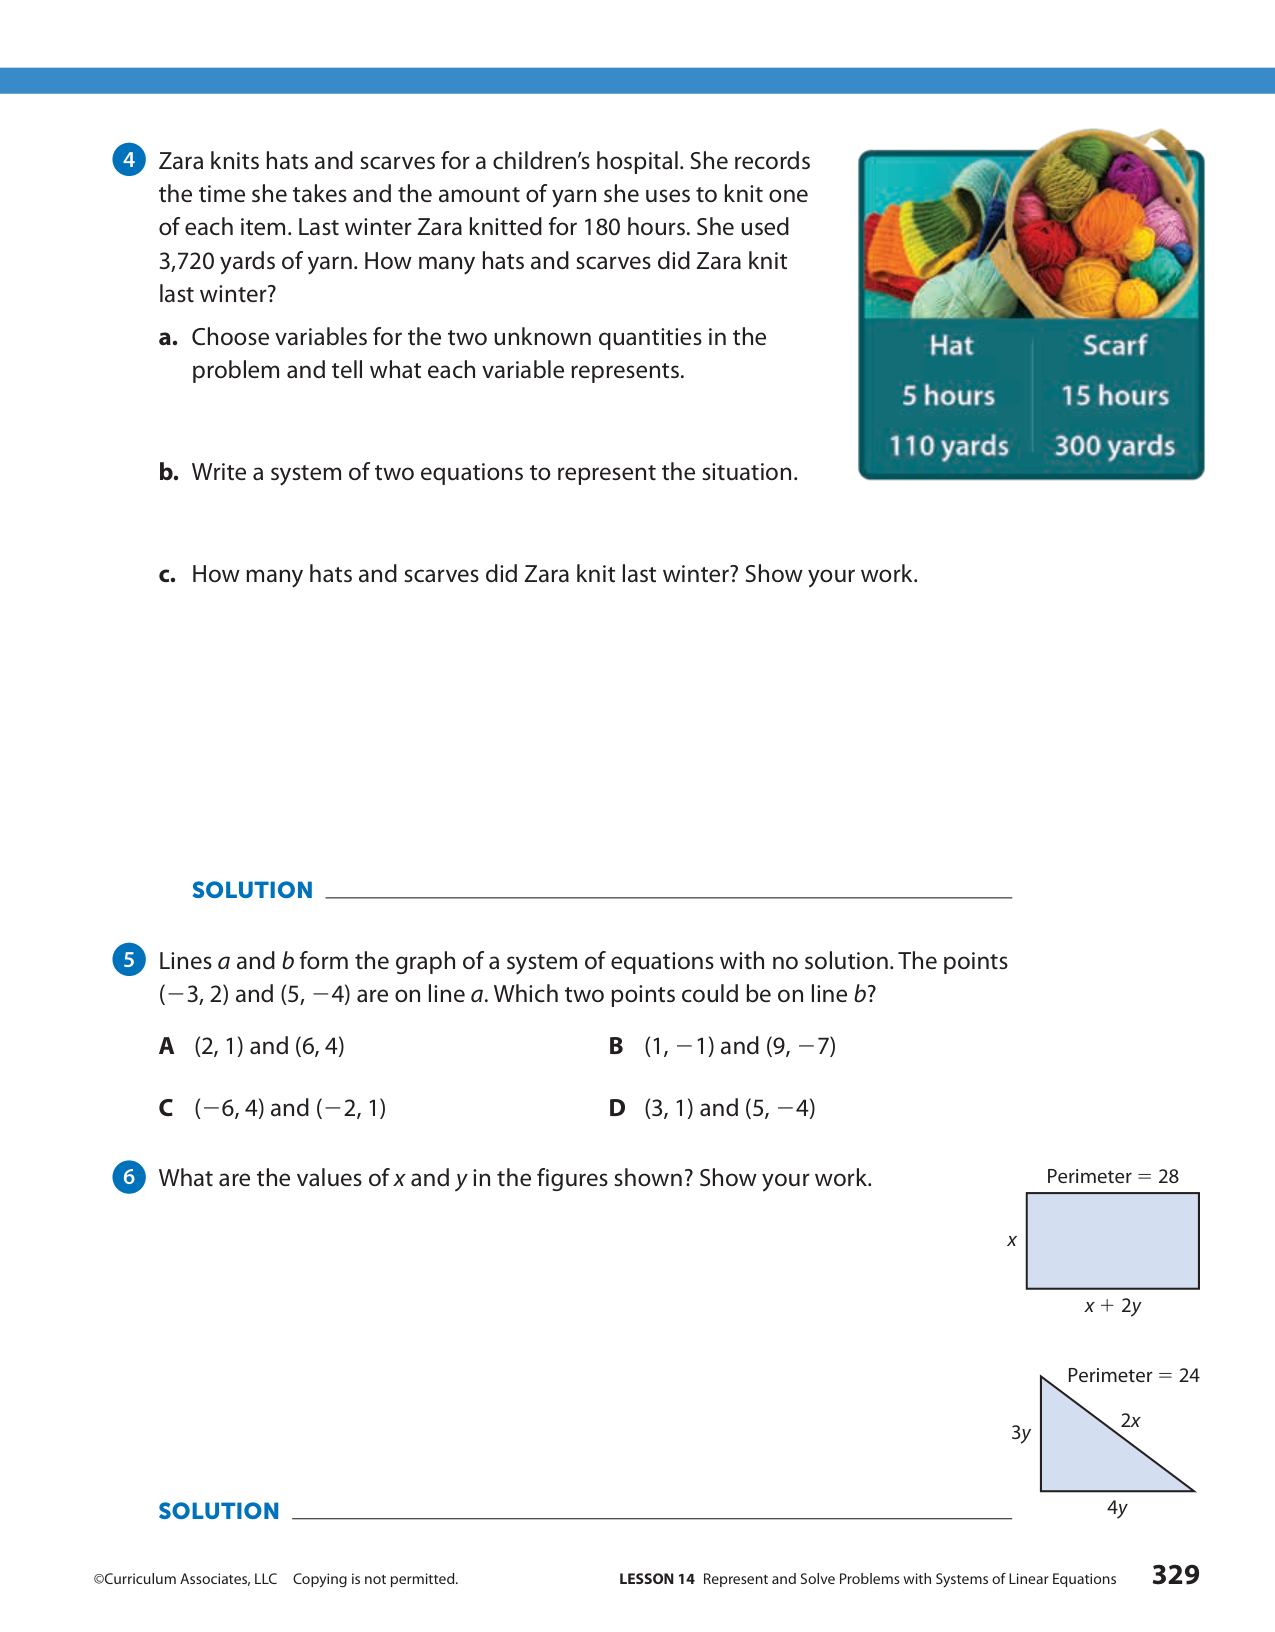 4 Zara knits hats and scarves for a children’s hospital. She records
the time she takes and the amount of yarn she uses to knit one
of each item. Last winter Zara knitted for 180 hours. She used
3,720 yards of yarn. How many hats and scarves did Zara knit
last winter?
Hat Scarf
5 hours 15 hours
110 yards 300 yards
a. Choose variables for the two unknown quantities in the
problem and tell what each variable represents.
b. Write a system of two equations to represent the situation.
c. How many hats and scarves did Zara knit last winter? Show your work.
SOLUTION
5 Lines a and b form the graph of a system of equations with no solution. The points
(−3, 2) and (5, −4) are on line a. Which two points could be on line b?
A (2, 1) and (6, 4) B (1, −1) and (9, −7)
C (−6, 4) and (−2, 1) D (3, 1) and (5, −4)
6 What are the values of x and y in the figures shown? Show your work.
Perimeter = 28
x
x + 2y
Perimeter = 24
3y 2x
4y
SOLUTION
©Curriculum Associates, LLC Copying is not permitted. LESSON 14 Represent and Solve Problems with Systems of Linear Equations 329